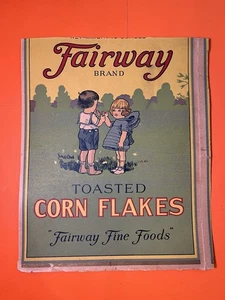 Fairway
BRAND
TOASTED
CORN FLAKES
"Fairway Fine Foods"